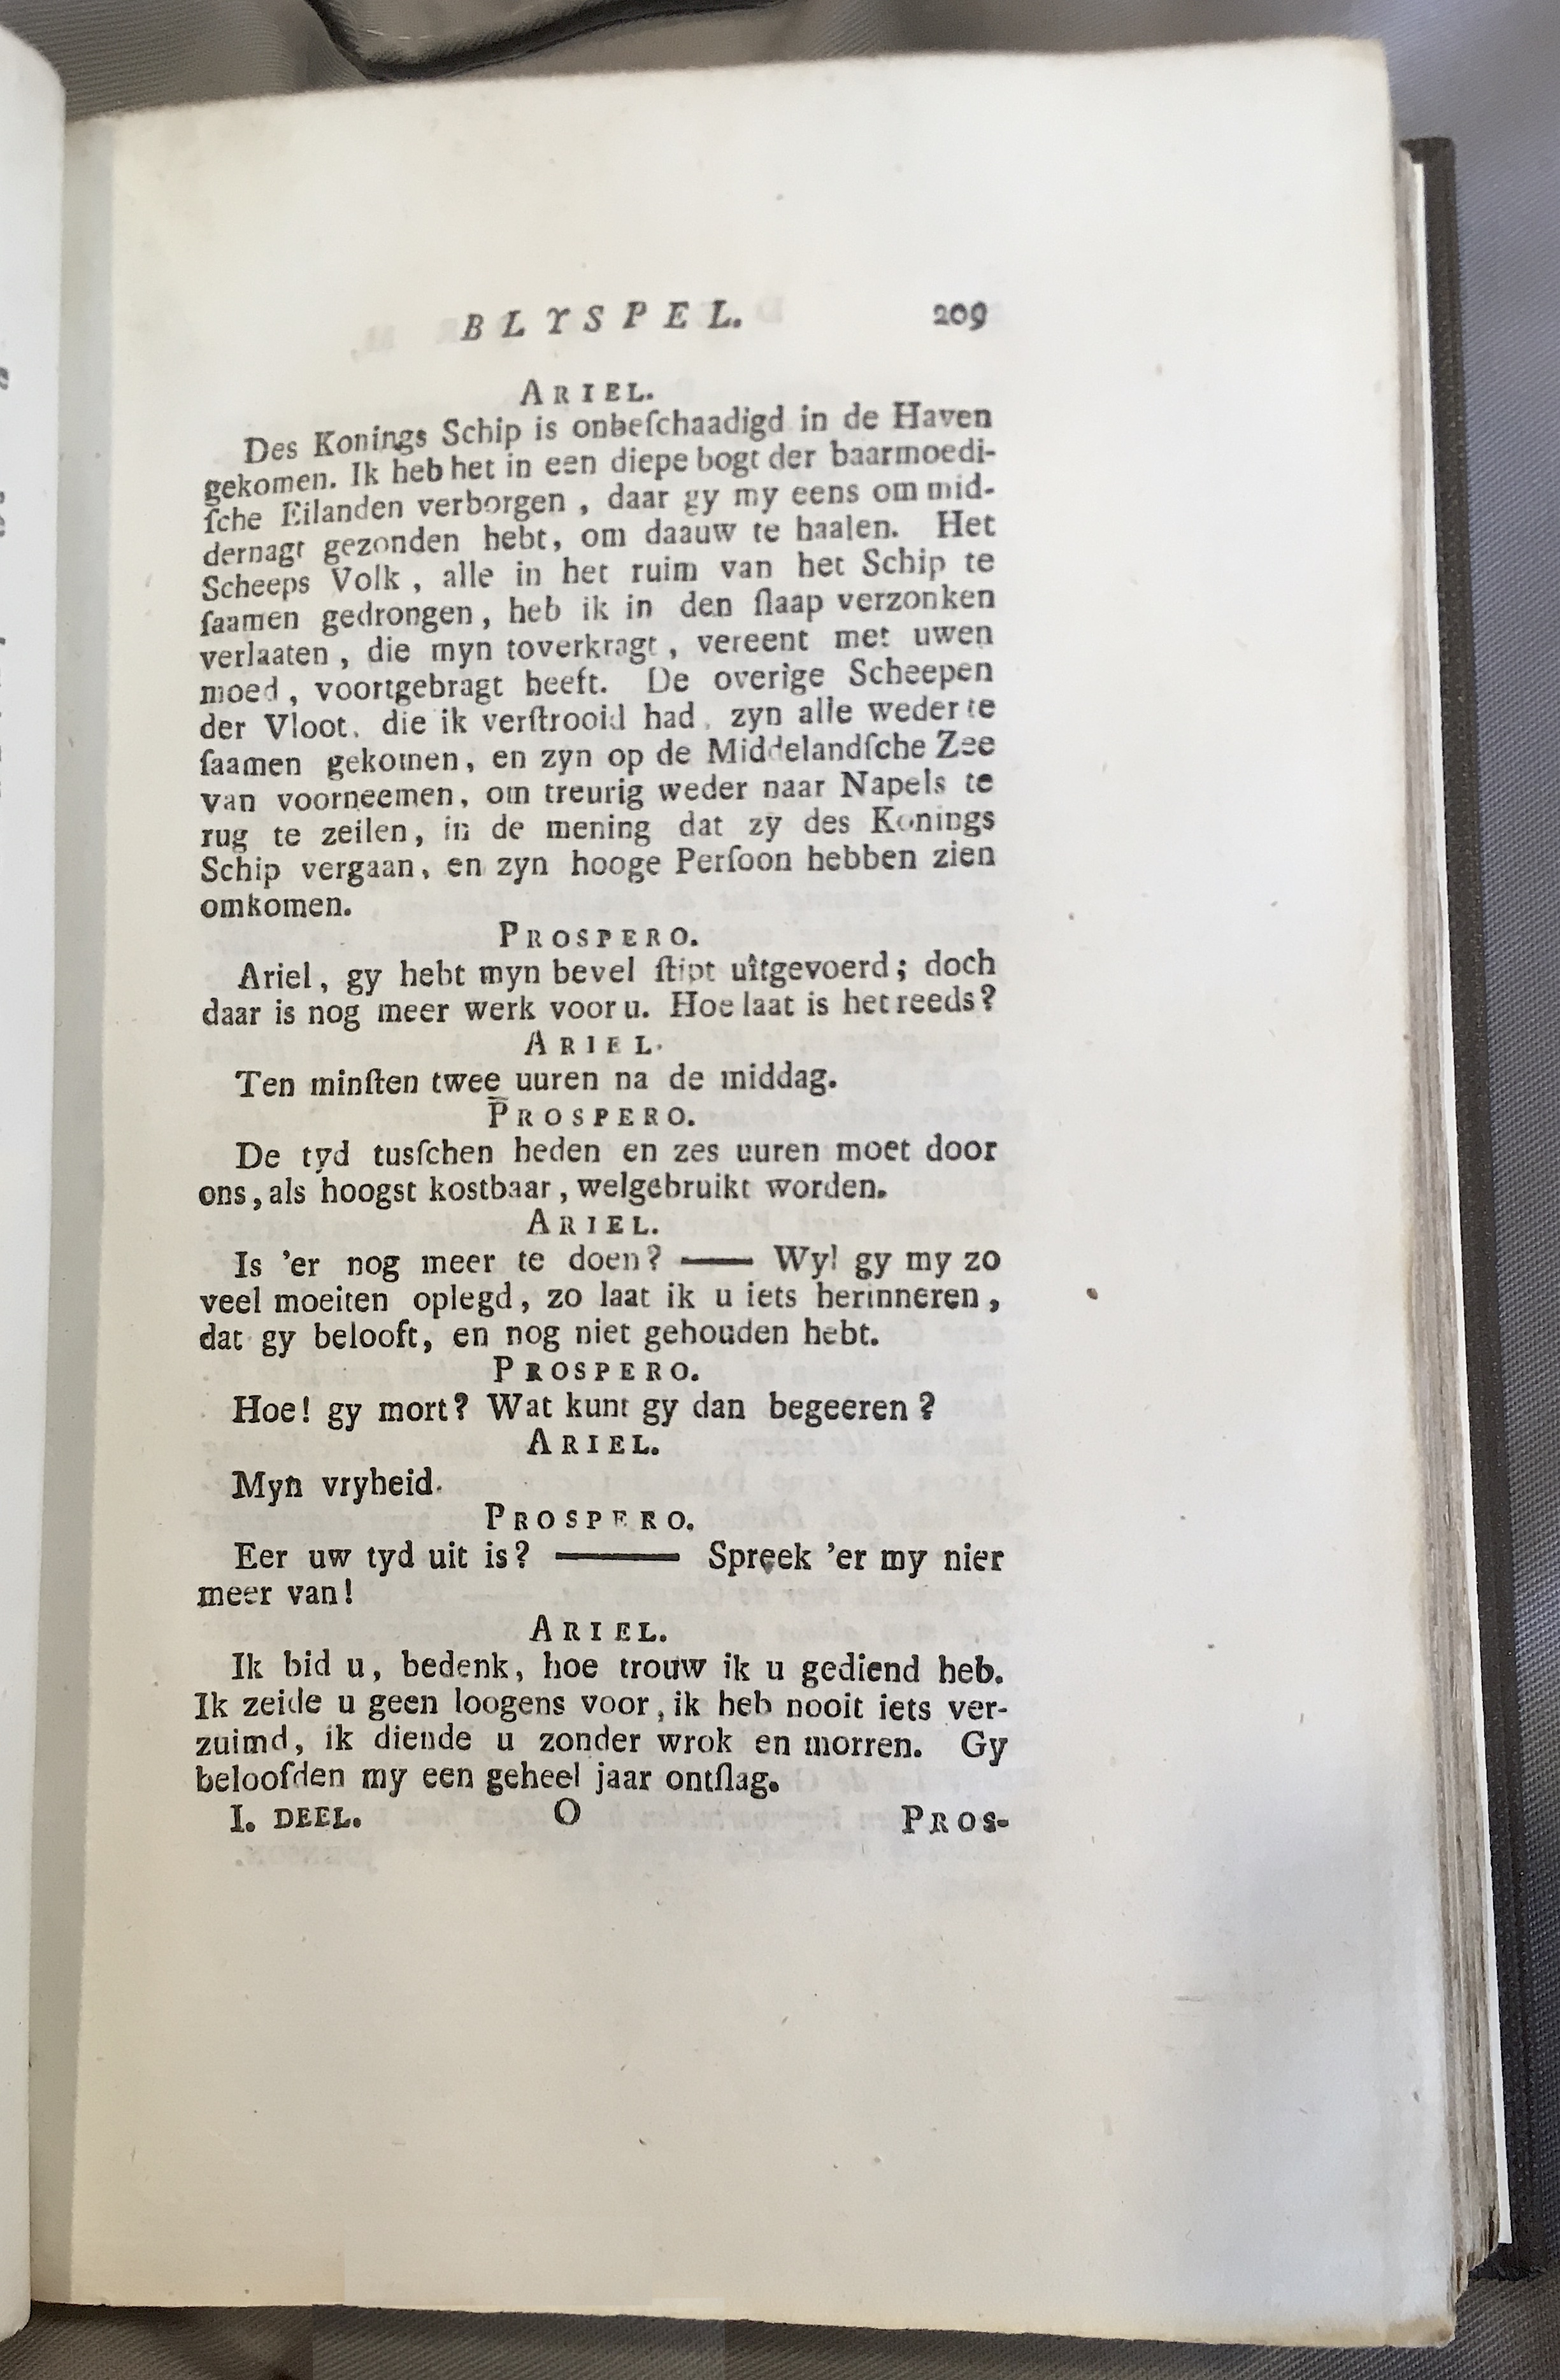 BLYSPEL. 209
ARIEL.
Des Konings Schip is onbeſchaadigd in de Haven
gekomen. Ik heb het in een diepe bogt der baarmoedi-
ſche Eilanden verborgen, daar gy my eens om mid-
dernagt gezonden hebt, om daauw te haalen. Het
Scheeps Volk, alle in het ruim van het Schip te
ſaamen gedrongen, heb ik in den ſlaap verzonken
verlaaten, die myn toverkragt, vereent met uwen
moed, voortgebragt heeft. De overige Scheepen
der Vloot, die ik verſtrooid had, zyn alle weder te
ſaamen gekomen, en zyn op de Middelandſche Zee
van voorneemen, om treurig weder naar Napels te
rug te zeilen, in de mening dat zy des Konings
Schip vergaan, en zyn hooge Perſoon hebben zien
omkomen.
PROSPERO.
Ariel, gy hebt myn bevel ſtipt uîtgevoerd; doch
daar is nog meer werk voor u. Hoe laat is het reeds?
ARIEL.
Ten minſten twee uuren na de middag.
PROSPERO.
De tyd tusſchen heden en zes uuren moet door
ons, als hoogst kostbaar, welgebruikt worden.
ARIEL.
Is 'er nog meer te doen? —— Wyl gy my zo
veel moeiten oplegd, zo laat ik u iets herinneren,
dat gy belooft, en nog niet gehouden hebt.
PROSPERO.
Hoe! gy mort? Wat kunt gy dan begeeren?
ARIEL.
Myn vryheid.
PROSPERO.
Eer uw tyd uit is? ——— Spreek 'er my nier
meer van!
ARIEL.
Ik bid u, bedenk, hoe trouw ik u gediend heb.
Ik zeide u geen loogens voor, ik heb nooit iets ver-
zuimd, ik diende u zonder wrok en morren. Gy
beloofden my een geheel jaar ontſlag.
I. DEEL. O PROS-